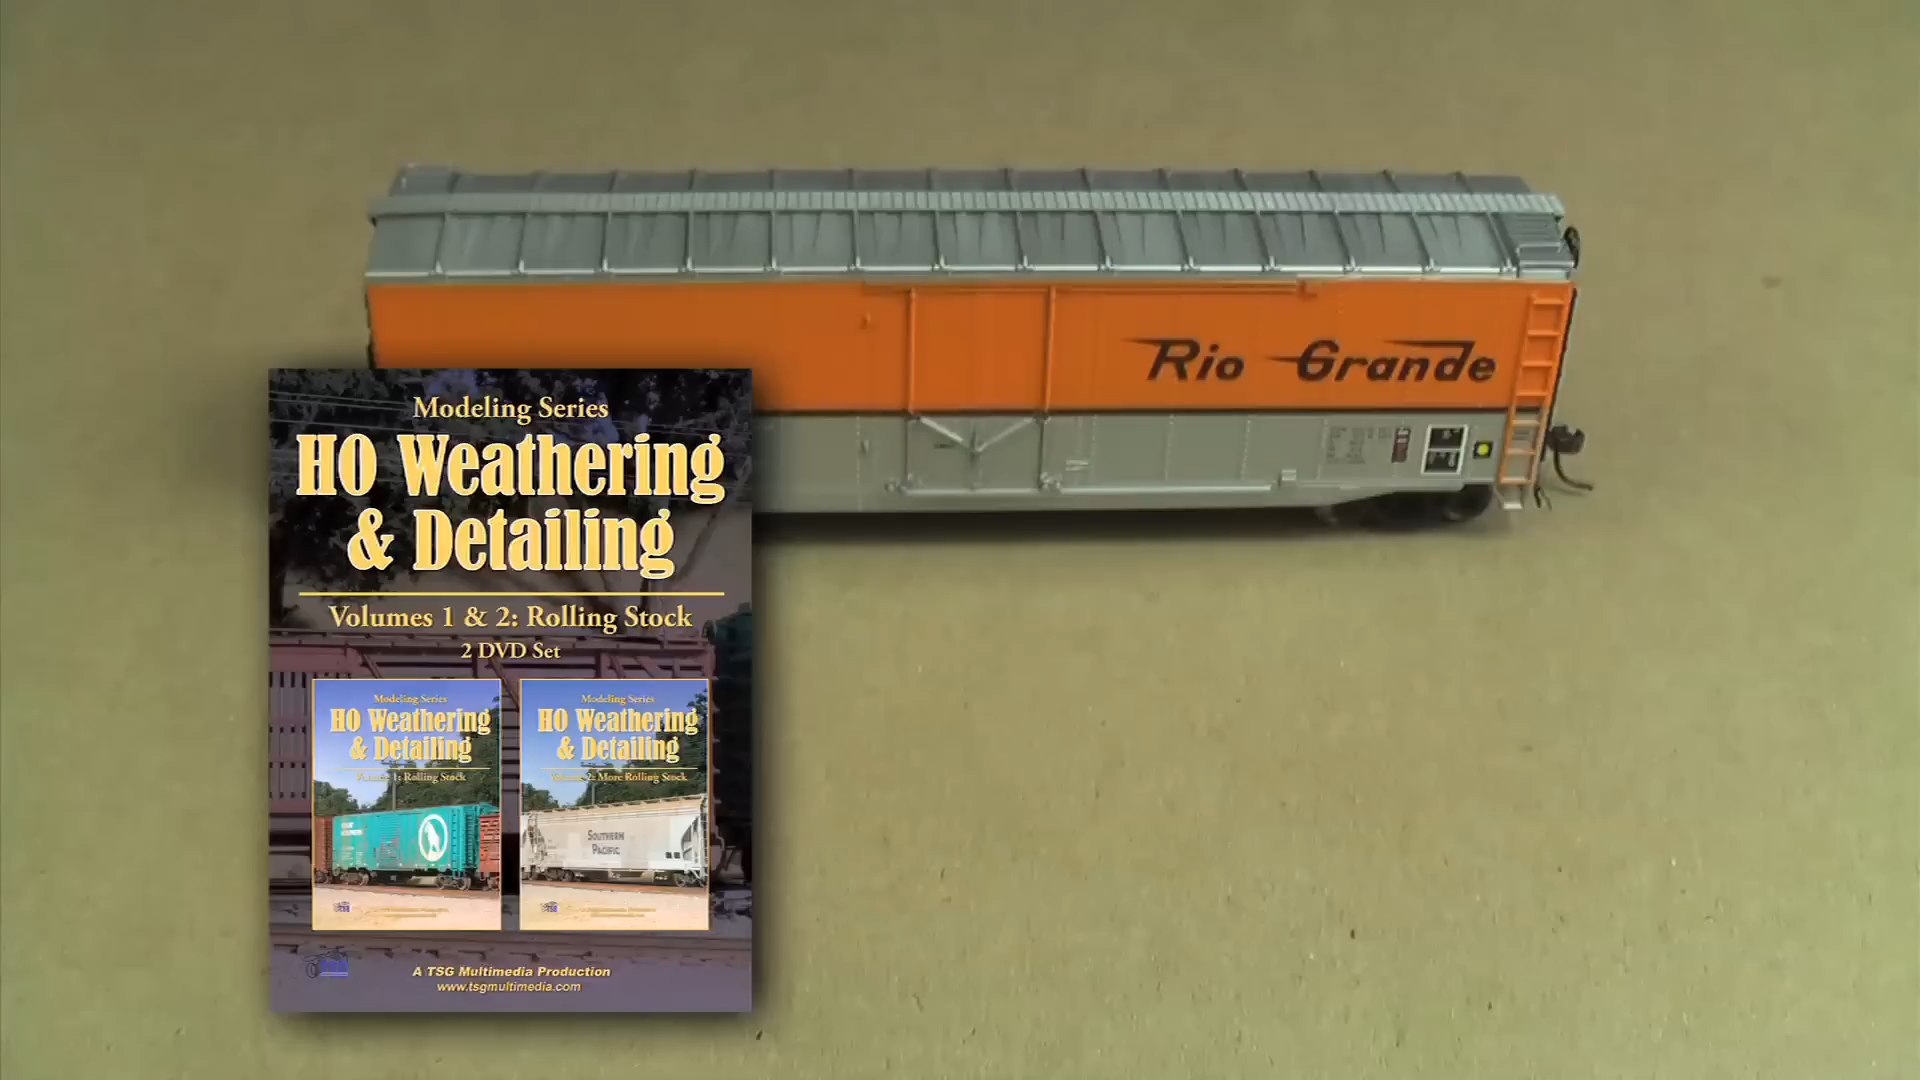 Rio Grande
Modeling Series
HO Weathering
& Detailing
Volumes 1 & 2: Rolling Stock
2 DVD Set
Modeling Series
HO Weathering
& Detailing
Volume 1: Rolling Stock
Modeling Series
HO Weathering
& Detailing
Volume 2: More Rolling Stock
Southern
Pacific
A TSG Multimedia Production
www.tsgmultimedia.com